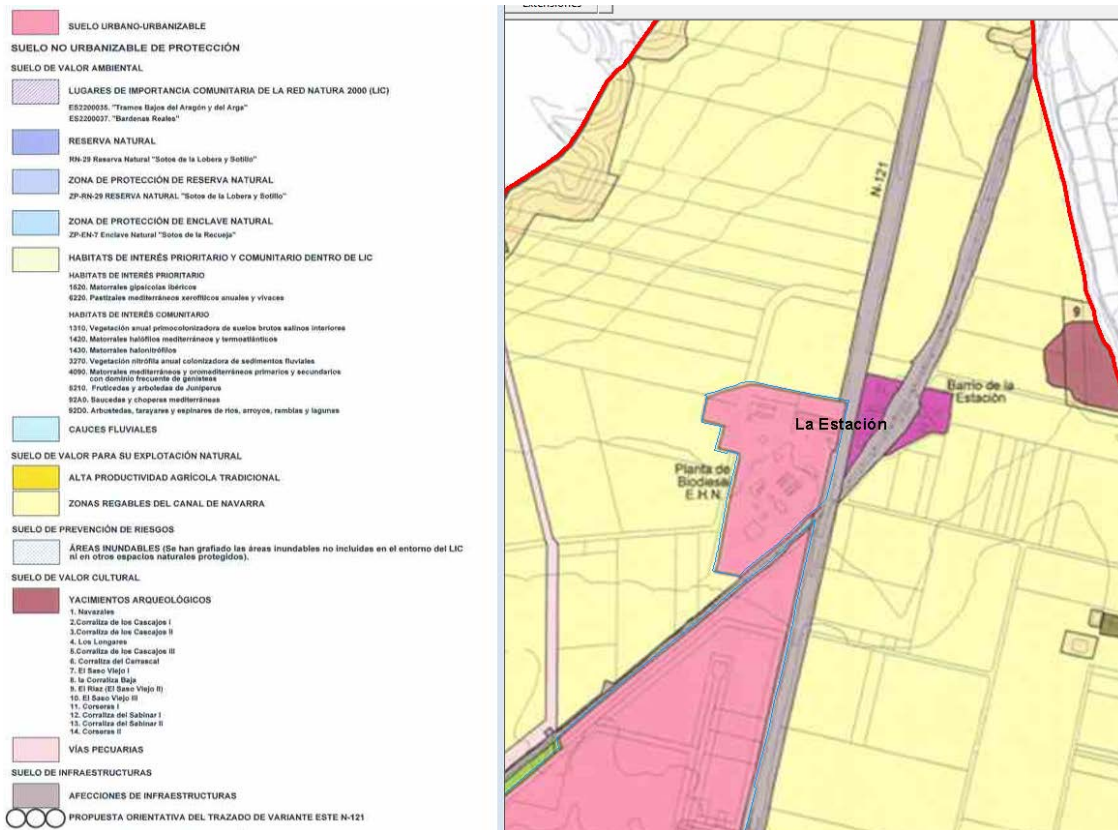 SUELO URBANO-URBANIZABLE
SUELO NO URBANIZABLE DE PROTECCIÓN
SUELO DE VALOR AMBIENTAL
LUGARES DE IMPORTANCIA COMUNITARIA DE LA RED NATURA 2000 (LIC)
ES2200035. "Tramos Bajos del Aragón y del Arga"
ES2200037. "Bardenas Reales"
RESERVA NATURAL
RN-29 Reserva Natural "Sotos de la Lobera y Sotillo"
ZONA DE PROTECCIÓN DE RESERVA NATURAL
ZP-RN-29 RESERVA NATURAL "Sotos de la Lobera y Sotillo"
ZONA DE PROTECCIÓN DE ENCLAVE NATURAL
ZP-EN-7 Enclave Natural "Sotos de la Recueja"
HABITATS DE INTERÉS PRIORITARIO Y COMUNITARIO DENTRO DE LIC
HABITATS DE INTERÉS PRIORITARIO
1520. Matorrales gipsícolas ibéricos
6220. Pastizales mediterráneos xerofíticos anuales y vivaces
HABITATS DE INTERÉS COMUNITARIO
1310. Vegetación anual primocolonizadora de suelos brutos salinos interiores
1420. Matorrales halófilos mediterráneos y termoatlánticos
1430. Matorrales halonitrófilos
3270. Vegetación nitrófila anual colonizadora de sedimentos fluviales
4090. Matorrales mediterráneos y oromediterráneos primarios y secundarios
con dominio frecuente de genisteas
5210. Fruticedas y arboledas de Juníperus
92A0. Saucedas y choperas mediterráneas
92D0. Arbustedas, tarayares y espinares de ríos, arroyos, ramblas y lagunas
CAUCES FLUVIALES
SUELO DE VALOR PARA SU EXPLOTACIÓN NATURAL
ALTA PRODUCTIVIDAD AGRÍCOLA TRADICIONAL
ZONAS REGABLES DEL CANAL DE NAVARRA
SUELO DE PREVENCIÓN DE RIESGOS
ÁREAS INUNDABLES (Se han grafiado las áreas inundables no incluidas en el entorno del LIC
ni en otros espacios naturales protegidos).
SUELO DE VALOR CULTURAL
YACIMIENTOS ARQUEOLÓGICOS
1. Navazales
2.Corraliza de los Cascajos I
3.Corraliza de los Cascajos II
4. Los Longares
5.Corraliza de los Cascajos III
6. Corraliza del Carrascal
7. El Saso Viejo I
8. la Corraliza Baja
9. El Riaz (El Saso Viejo II)
10. El Saso Viejo III
11. Corseras I
12. Corraliza del Sabinar I
13. Corraliza del Sabinar II
14. Corseras II
VÍAS PECUARIAS
SUELO DE INFRAESTRUCTURAS
AFECCIONES DE INFRAESTRUCTURAS
PROPUESTA ORIENTATIVA DEL TRAZADO DE VARIANTE ESTE N-121
Extensiones
N-121
9
Barrio de la
Estación
La Estación
Planta de
Biodiesel
E.H.N.